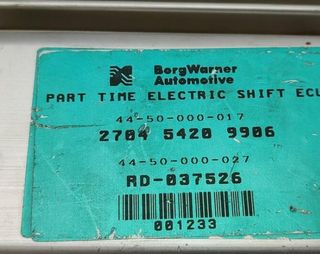 BorgWarner
Automotive
PART TIME ELECTRIC SHIFT ECU
44-50-000-017
2704 5420 9906
44-50-000-027
RD-037526
001233